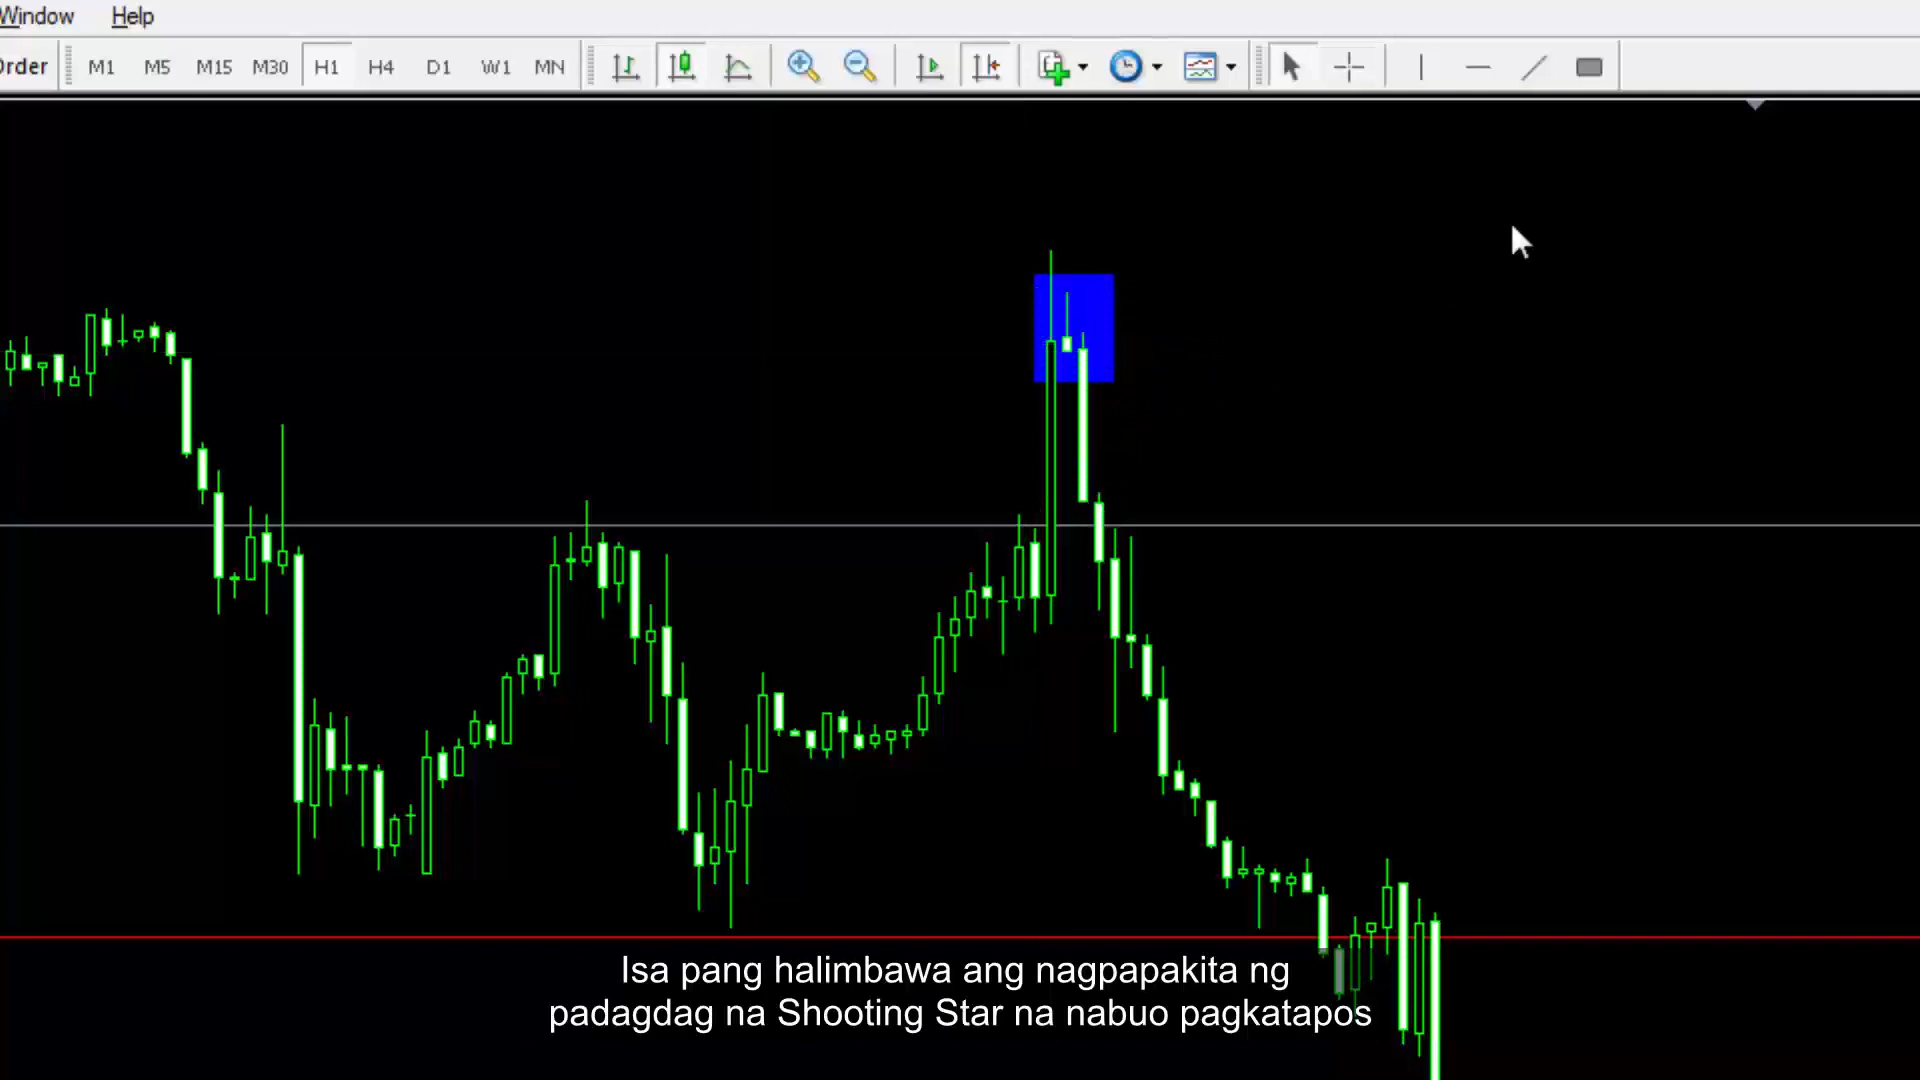 Window Help
Order M1 M5 M15 M30 H1 H4 D1 W1 MN
Isa pang halimbawa ang nagpapakita ng
padagdag na Shooting Star na nabuo pagkatapos